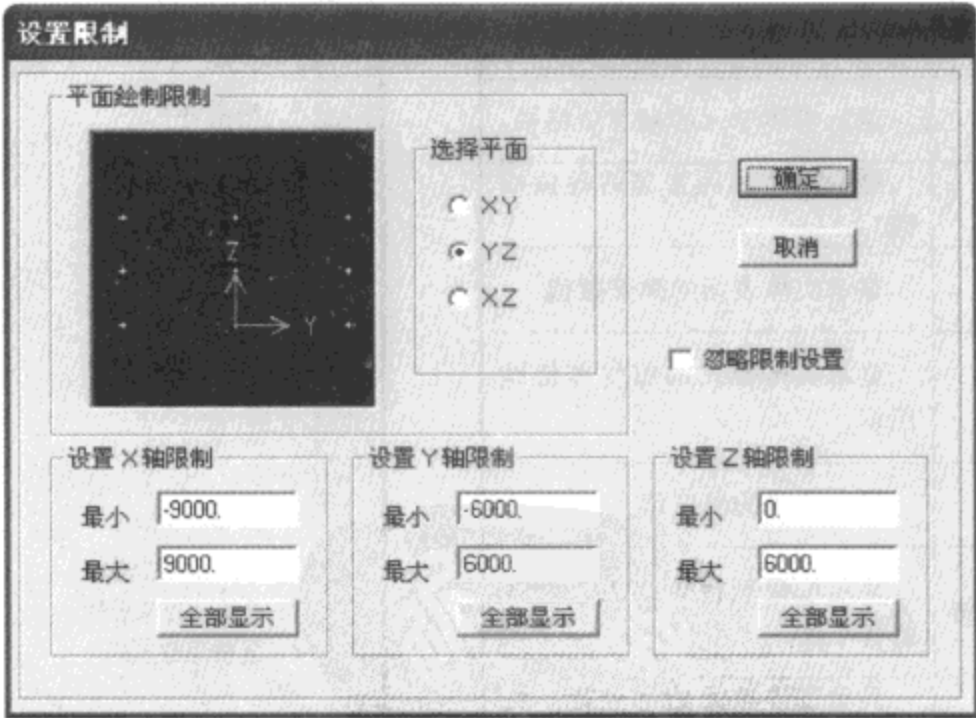 设置限制
平面绘制限制
Z
Y
选择平面
XY
YZ
XZ
确定
取消
忽略限制设置
设置 X 轴限制
最小 -9000.
最大 9000.
全部显示
设置 Y 轴限制
最小 -6000.
最大 6000.
全部显示
设置 Z 轴限制
最小 0.
最大 6000.
全部显示